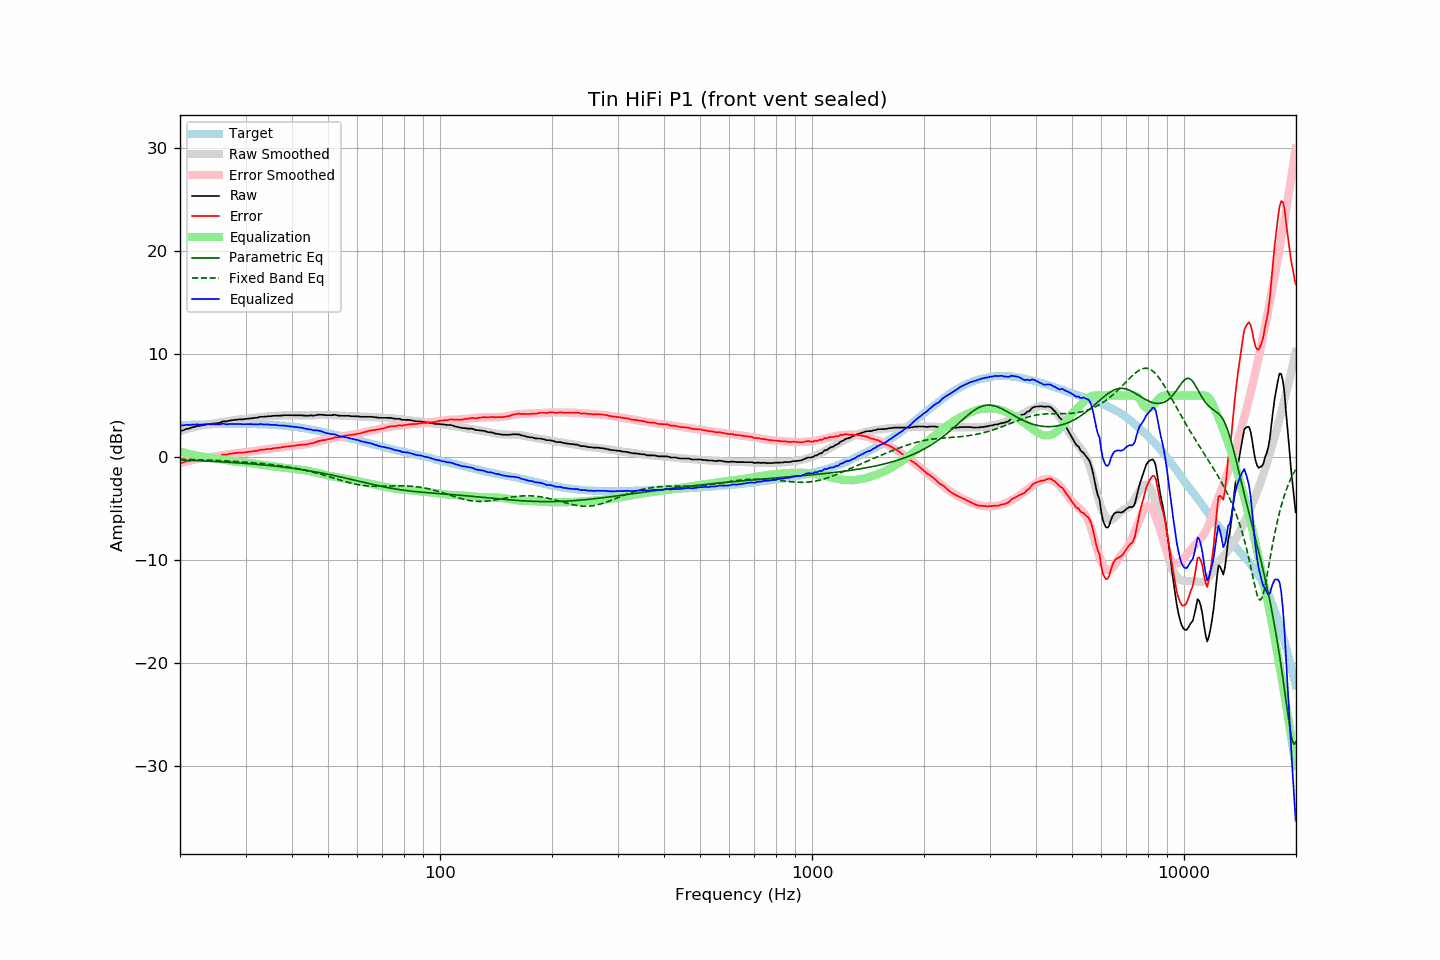 Tin HiFi P1 (front vent sealed)
Target
Raw Smoothed
Error Smoothed
Raw
Error
Equalization
Parametric Eq
Fixed Band Eq
Equalized
30
20
10
0
−10
−20
−30
Amplitude (dBr)
100
1000
10000
Frequency (Hz)